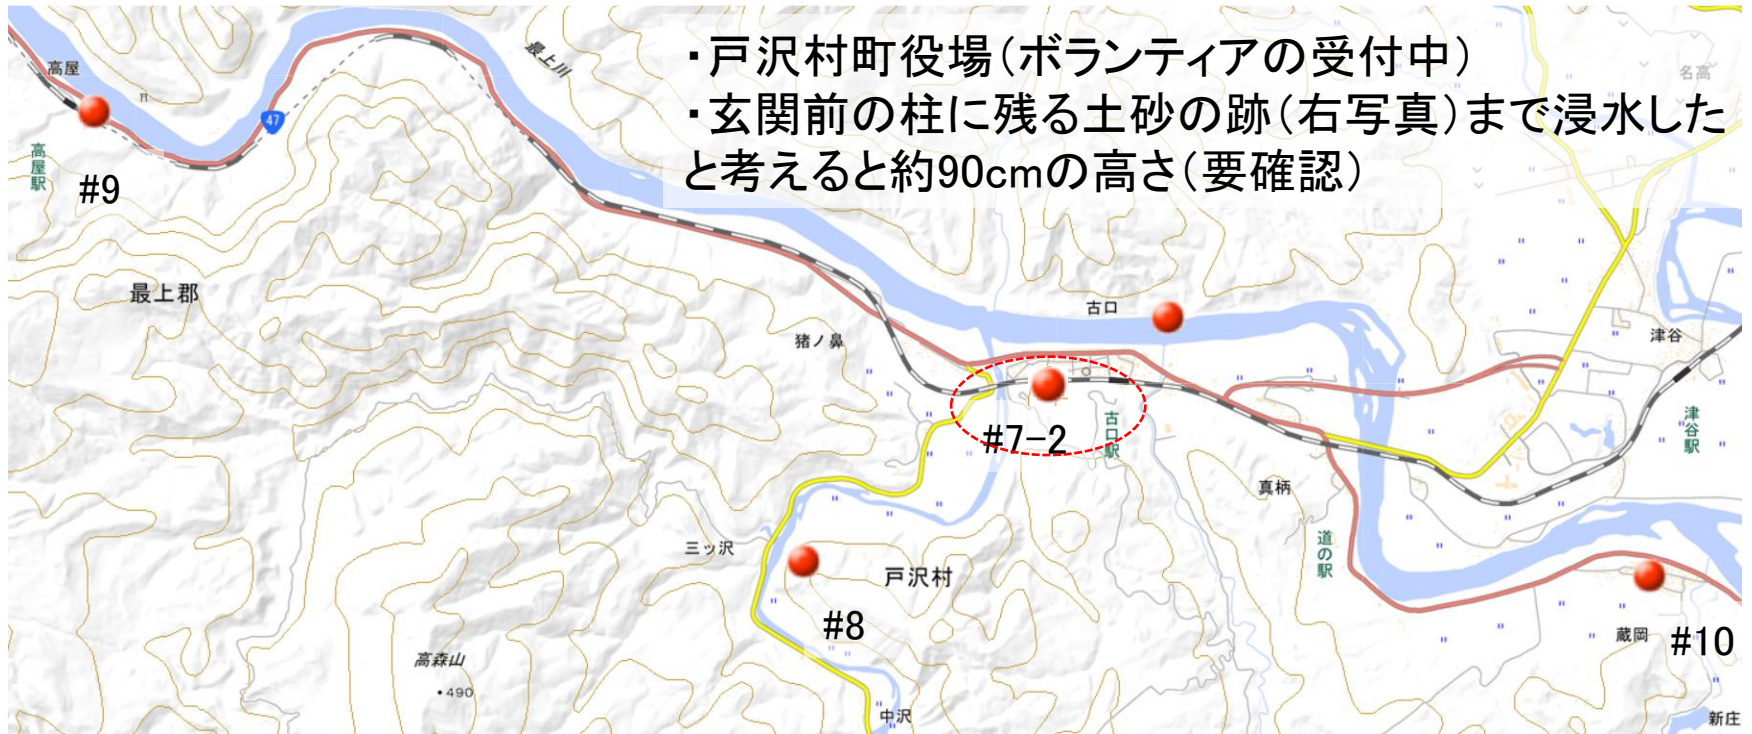 ・戸沢村町役場(ボランティアの受付中)
・玄関前の柱に残る土砂の跡(右写真)まで浸水した
と考えると約90cmの高さ(要確認)
最上川
高屋
名高
47
高屋駅
#9
最上郡
古口
猪ノ鼻
津谷
古口駅
津谷駅
#7-2
真柄
道の駅
三ッ沢
戸沢村
#8
蔵岡
#10
高森山
・490
中沢
新庄